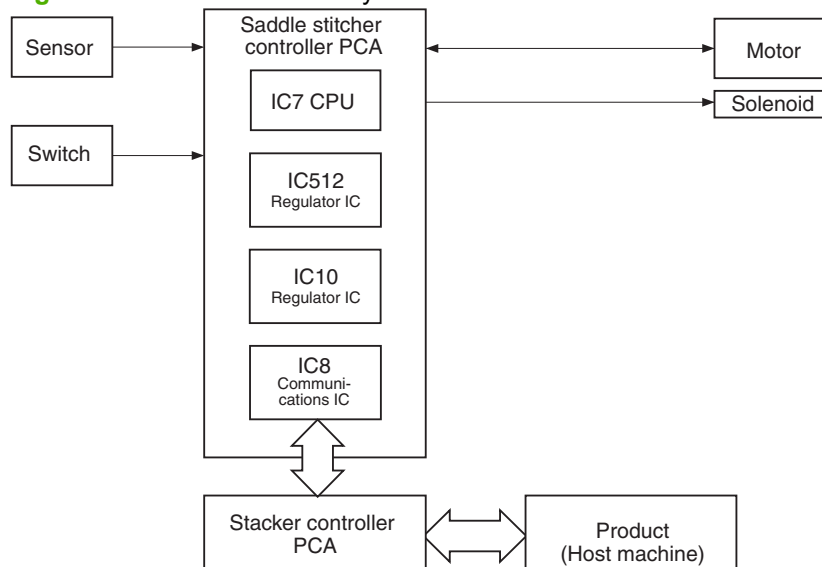 Sensor
Saddle stitcher
controller PCA
Motor
IC7 CPU
Solenoid
Switch
IC512
Regulator IC
IC10
Regulator IC
IC8
Communi-
cations IC
Stacker controller
PCA
Product
(Host machine)